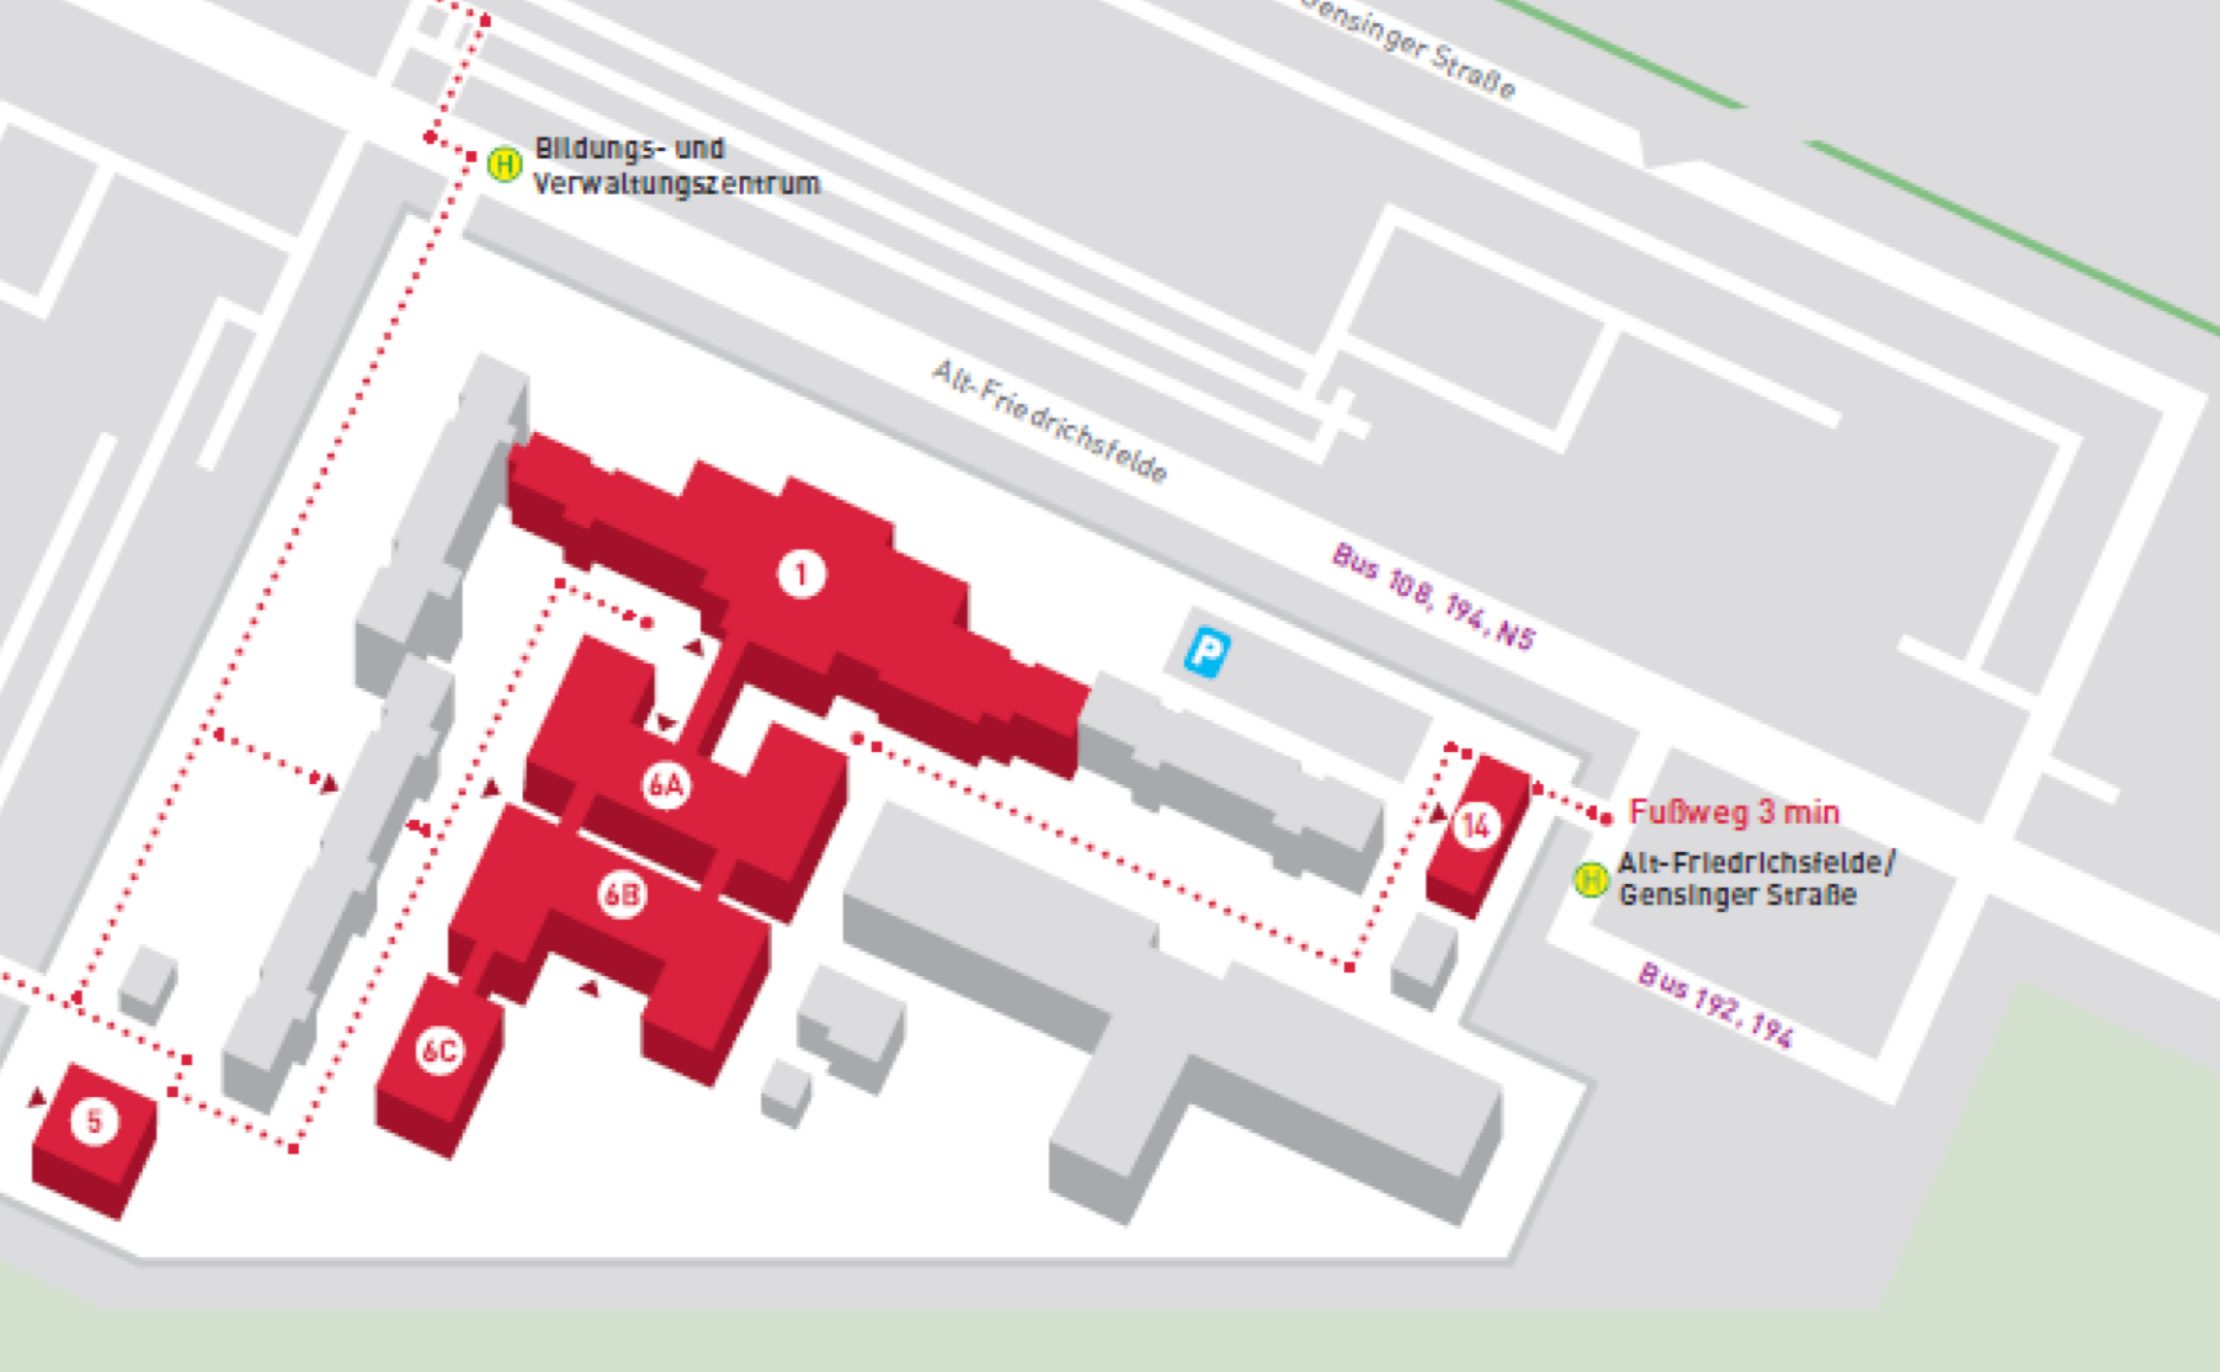 Gensinger Straße
H
Bildungs- und
Verwaltungszentrum
Alt-Friedrichsfelde
Bus 108, 194, N5
1
P
6A
14
Fußweg 3 min
H
Alt-Friedrichsfelde/
Gensinger Straße
6B
Bus 192, 194
6C
5